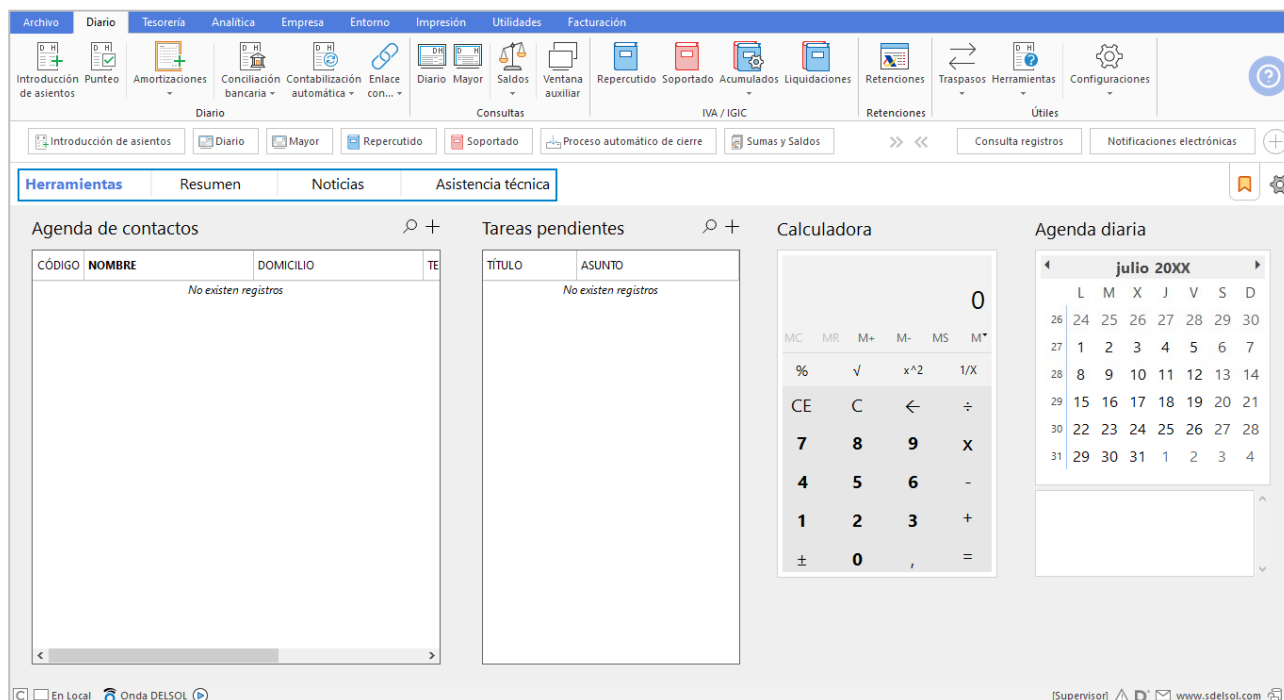 Archivo Diario Tesorería Analítica Empresa Entorno Impresión Utilidades Facturación
Introducción de asientos Punteo Amortizaciones Conciliación bancaria Contabilización automática Enlace con... Diario Mayor Saldos Ventana auxiliar Repercutido Soportado Acumulados Liquidaciones Retenciones Traspasos Herramientas Configuraciones
Diario Consultas IVA / IGIC Retenciones Útiles
Introducción de asientos Diario Mayor Repercutido Soportado Proceso automático de cierre Sumas y Saldos Consulta registros Notificaciones electrónicas
Herramientas Resumen Noticias Asistencia técnica
Agenda de contactos
CÓDIGO NOMBRE DOMICILIO TE
No existen registros
Tareas pendientes
TÍTULO ASUNTO
No existen registros
Calculadora
0
MC MR M+ M- MS M
% √ x^2 1/X
CE C ← ÷
7 8 9 x
4 5 6 -
1 2 3 +
± 0 , =
Agenda diaria
julio 20XX
L M X J V S D
26 24 25 26 27 28 29 30
27 1 2 3 4 5 6 7
28 8 9 10 11 12 13 14
29 15 16 17 18 19 20 21
30 22 23 24 25 26 27 28
31 29 30 31 1 2 3 4
C En Local Onda DELSOL [Supervisor] D www.sdelsol.com